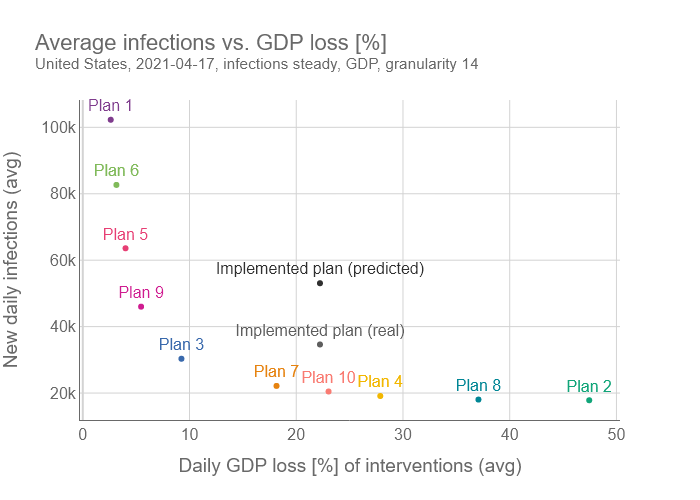 Average infections vs. GDP loss [%]
United States, 2021-04-17, infections steady, GDP, granularity 14
New daily infections (avg)
100k
80k
60k
40k
20k
Plan 1
Plan 6
Plan 5
Plan 9
Implemented plan (predicted)
Implemented plan (real)
Plan 3
Plan 7
Plan 10
Plan 4
Plan 8
Plan 2
0
10
20
30
40
50
Daily GDP loss [%] of interventions (avg)